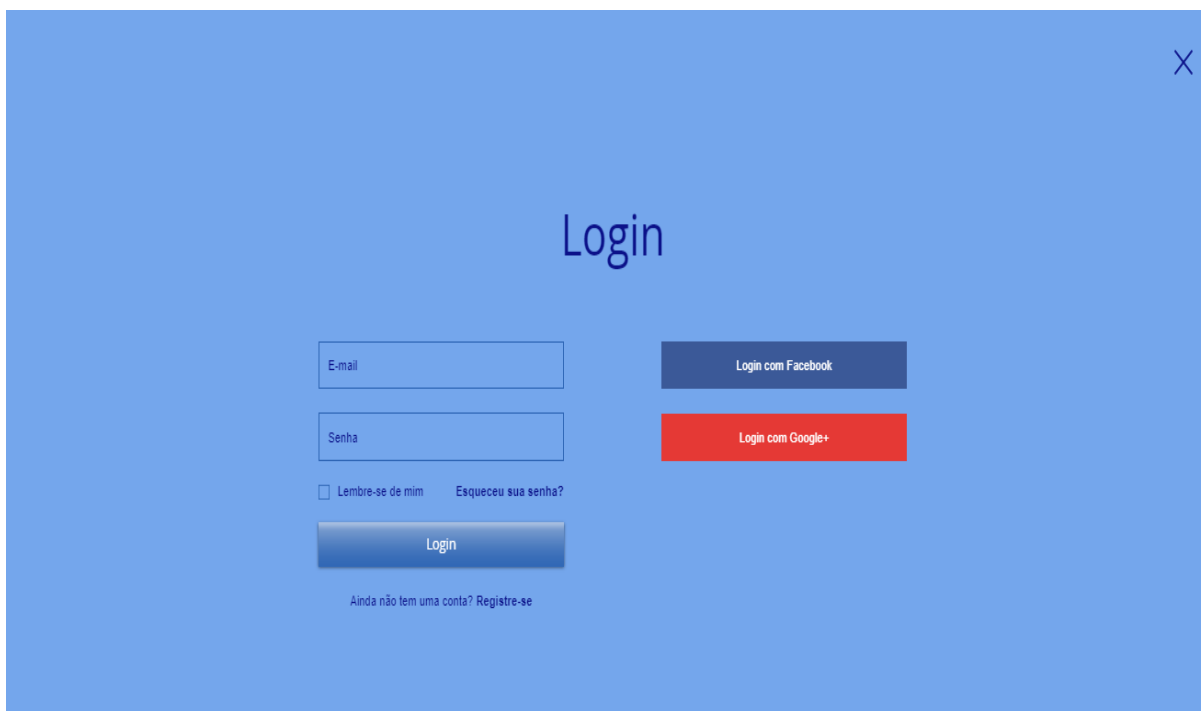 X
Login
E-mail
Senha
Lembre-se de mim Esqueceu sua senha?
Login
Ainda não tem uma conta? Registre-se
Login com Facebook
Login com Google+